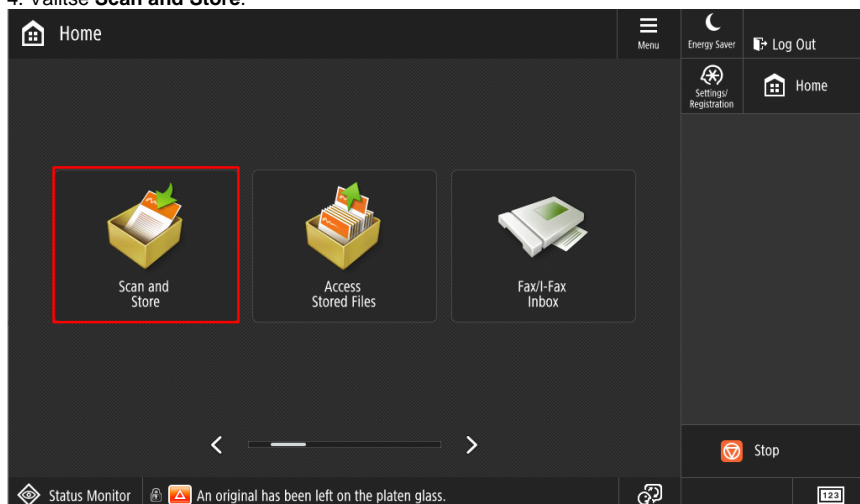 4. Valitse Scan and Store.
Home
Menu
Energy Saver
Log Out
Settings/
Registration
Home
Scan and
Store
Access
Stored Files
Fax/I-Fax
Inbox
Stop
Status Monitor
An original has been left on the platen glass.
123